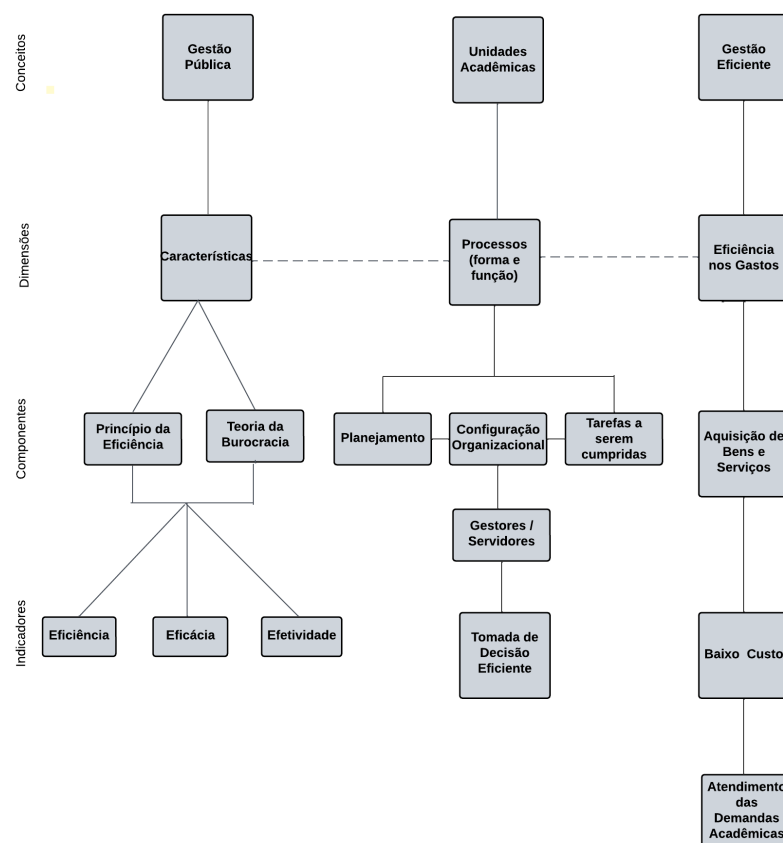 Conceitos
Gestão
Pública
Unidades
Acadêmicas
Gestão
Eficiente
Dimensões
Características
Processos
(forma e
função)
Eficiência
nos Gastos
Componentes
Princípio da
Eficiência
Teoria da
Burocracia
Planejamento
Configuração
Organizacional
Tarefas a
serem
cumpridas
Aquisição de
Bens e
Serviços
Gestores /
Servidores
Indicadores
Eficiência
Eficácia
Efetividade
Tomada de
Decisão
Eficiente
Baixo Custo
Atendimento
das
Demandas
Acadêmicas